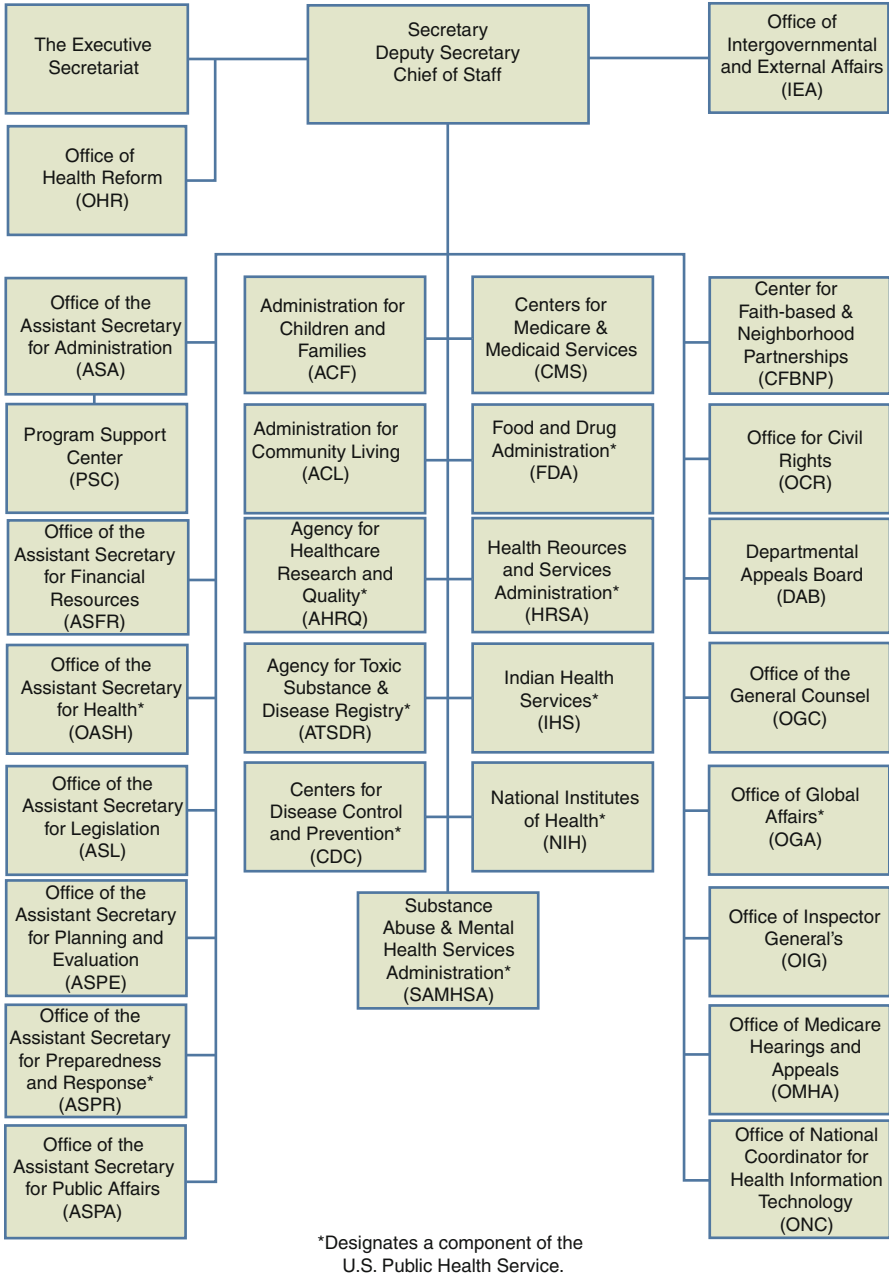 The Executive
Secretariat
Secretary
Deputy Secretary
Chief of Staff
Office of
Intergovernmental
and External Affairs
(IEA)
Office of
Health Reform
(OHR)
Office of the
Assistant Secretary
for Administration
(ASA)
Program Support
Center
(PSC)
Office of the
Assistant Secretary
for Financial
Resources
(ASFR)
Office of the
Assistant Secretary
for Health*
(OASH)
Office of the
Assistant Secretary
for Legislation
(ASL)
Office of the
Assistant Secretary
for Planning and
Evaluation
(ASPE)
Office of the
Assistant Secretary
for Preparedness
and Response*
(ASPR)
Office of the
Assistant Secretary
for Public Affairs
(ASPA)
Administration for
Children and
Families
(ACF)
Administration for
Community Living
(ACL)
Agency for
Healthcare
Research and
Quality*
(AHRQ)
Agency for Toxic
Substance &
Disease Registry*
(ATSDR)
Centers for
Disease Control
and Prevention*
(CDC)
Centers for
Medicare &
Medicaid Services
(CMS)
Food and Drug
Administration*
(FDA)
Health Reources
and Services
Administration*
(HRSA)
Indian Health
Services*
(IHS)
National Institutes
of Health*
(NIH)
Substance
Abuse & Mental
Health Services
Administration*
(SAMHSA)
Center for
Faith-based &
Neighborhood
Partnerships
(CFBNP)
Office for Civil
Rights
(OCR)
Departmental
Appeals Board
(DAB)
Office of the
General Counsel
(OGC)
Office of Global
Affairs*
(OGA)
Office of Inspector
General's
(OIG)
Office of Medicare
Hearings and
Appeals
(OMHA)
Office of National
Coordinator for
Health Information
Technology
(ONC)
*Designates a component of the
U.S. Public Health Service.